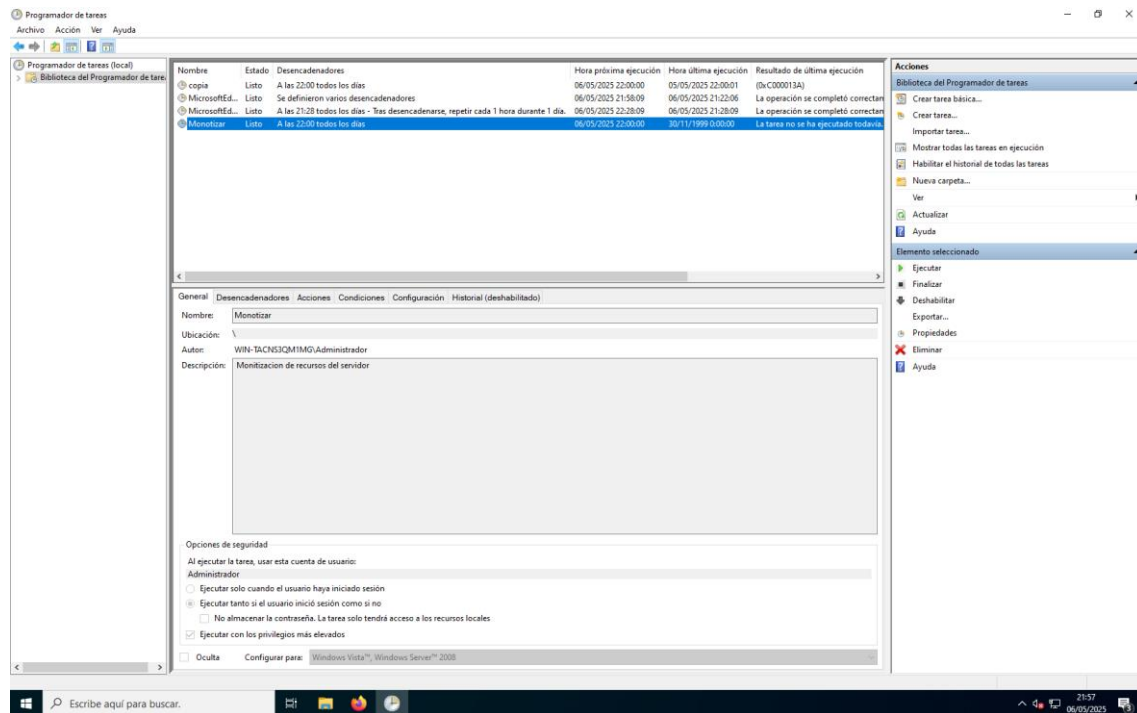 Programador de tareas
Archivo Acción Ver Ayuda
Programador de tareas (local)
Biblioteca del Programador de tare
Nombre Estado Desencadenadores Hora próxima ejecución Hora última ejecución Resultado de última ejecución
copia Listo A las 22:00 todos los días 06/05/2025 22:00:00 05/05/2025 22:00:01 (0xC000013A)
MicrosoftEd... Listo Se definieron varios desencadenadores 06/05/2025 21:58:09 06/05/2025 21:22:06 La operación se completó correctam
MicrosoftEd... Listo A las 21:28 todos los días - Tras desencadenarse, repetir cada 1 hora durante 1 día. 06/05/2025 22:28:09 06/05/2025 21:28:09 La operación se completó correctam
Monotizar Listo A las 22:00 todos los días 06/05/2025 22:00:00 30/11/1999 0:00:00 La tarea no se ha ejecutado todavía.
General Desencadenadores Acciones Condiciones Configuración Historial (deshabilitado)
Nombre: Monotizar
Ubicación: \
Autor: WIN-TACNS3QM1MG\Administrador
Descripción: Monitizacion de recursos del servidor
Opciones de seguridad
Al ejecutar la tarea, usar esta cuenta de usuario:
Administrador
Ejecutar solo cuando el usuario haya iniciado sesión
Ejecutar tanto si el usuario inició sesión como si no
No almacenar la contraseña. La tarea solo tendrá acceso a los recursos locales
Ejecutar con los privilegios más elevados
Oculta Configurar para: Windows Vista™, Windows Server™ 2008
Acciones
Biblioteca del Programador de tareas
Crear tarea básica...
Crear tarea...
Importar tarea...
Mostrar todas las tareas en ejecución
Habilitar el historial de todas las tareas
Nueva carpeta...
Ver
Actualizar
Ayuda
Elemento seleccionado
Ejecutar
Finalizar
Deshabilitar
Exportar...
Propiedades
Eliminar
Ayuda
Escribe aquí para buscar.
21:57
06/05/2025